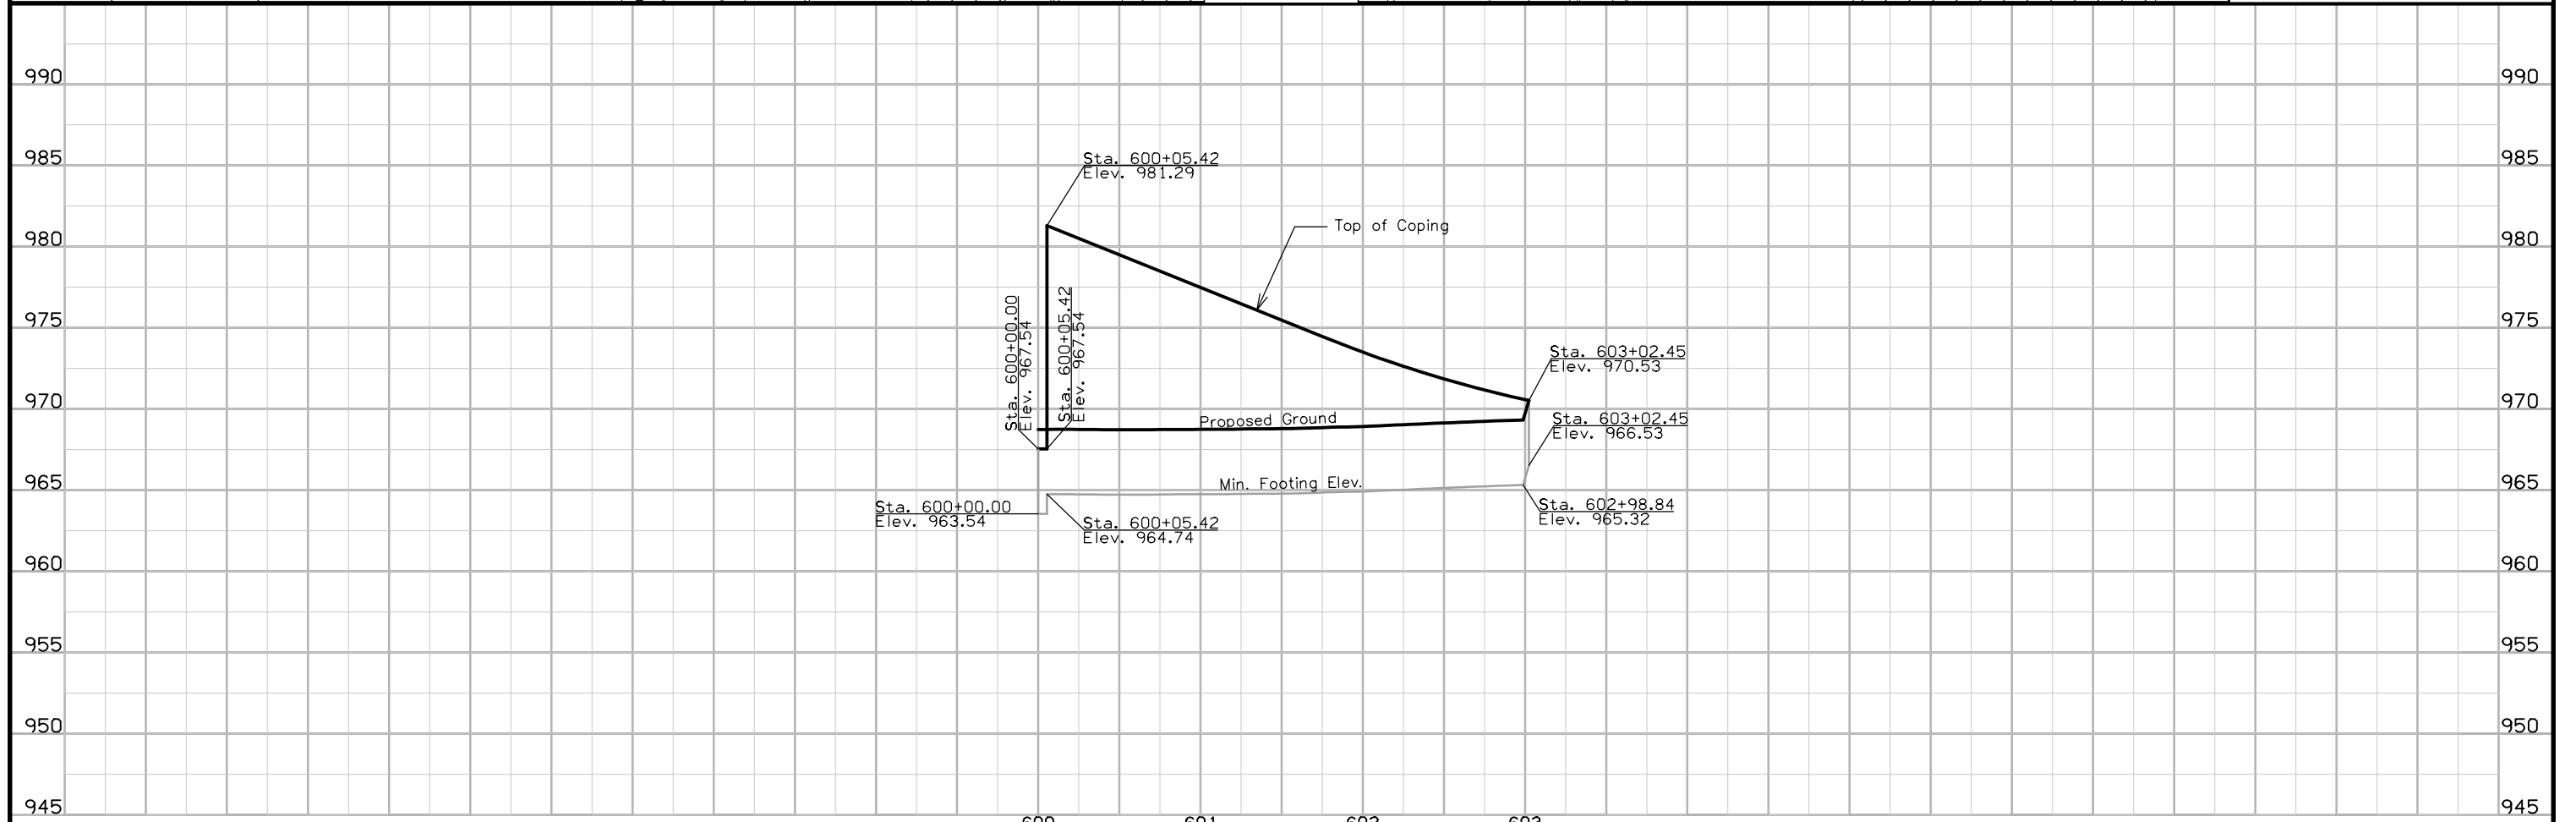 990 990
985 985
Sta. 600+05.42
Elev. 981.29
Top of Coping
980 980
Sta. 600+00.00
Elev. 967.54
Sta. 600+05.42
Elev. 967.54
975 975
Sta. 603+02.45
Elev. 970.53
970 970
Proposed Ground
Sta. 603+02.45
Elev. 966.53
965 965
Min. Footing Elev.
Sta. 600+00.00
Elev. 963.54
Sta. 600+05.42
Elev. 964.74
Sta. 602+98.84
Elev. 965.32
960 960
955 955
950 950
945 945
600 601 602 603